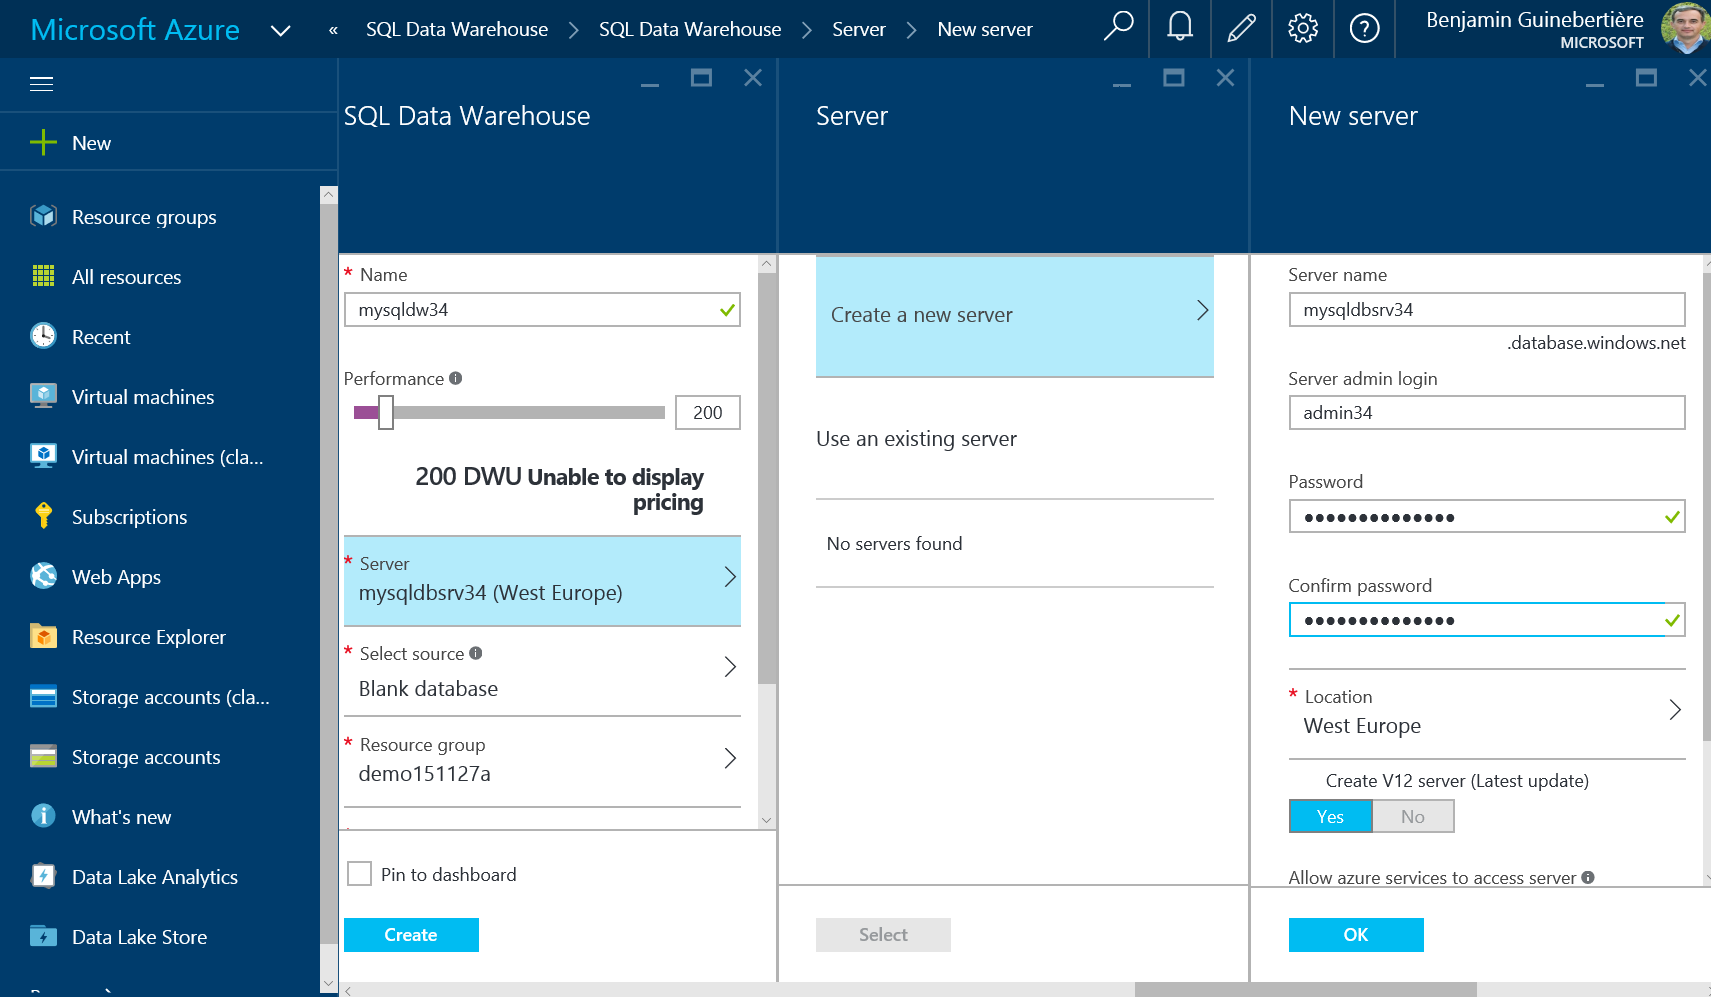 Microsoft Azure
« SQL Data Warehouse > SQL Data Warehouse > Server > New server
Benjamin Guinebertière
MICROSOFT
New
Resource groups
All resources
Recent
Virtual machines
Virtual machines (cla...
Subscriptions
Web Apps
Resource Explorer
Storage accounts (cla...
Storage accounts
What's new
Data Lake Analytics
Data Lake Store
SQL Data Warehouse
* Name
mysqldw34
Performance
200
200 DWU Unable to display
pricing
* Server
mysqldbsrv34 (West Europe)
* Select source
Blank database
* Resource group
demo151127a
Pin to dashboard
Create
Server
Create a new server
Use an existing server
No servers found
Select
New server
Server name
mysqldbsrv34
.database.windows.net
Server admin login
admin34
Password
●●●●●●●●●●●●●●
Confirm password
●●●●●●●●●●●●●●
* Location
West Europe
Create V12 server (Latest update)
Yes No
Allow azure services to access server
OK